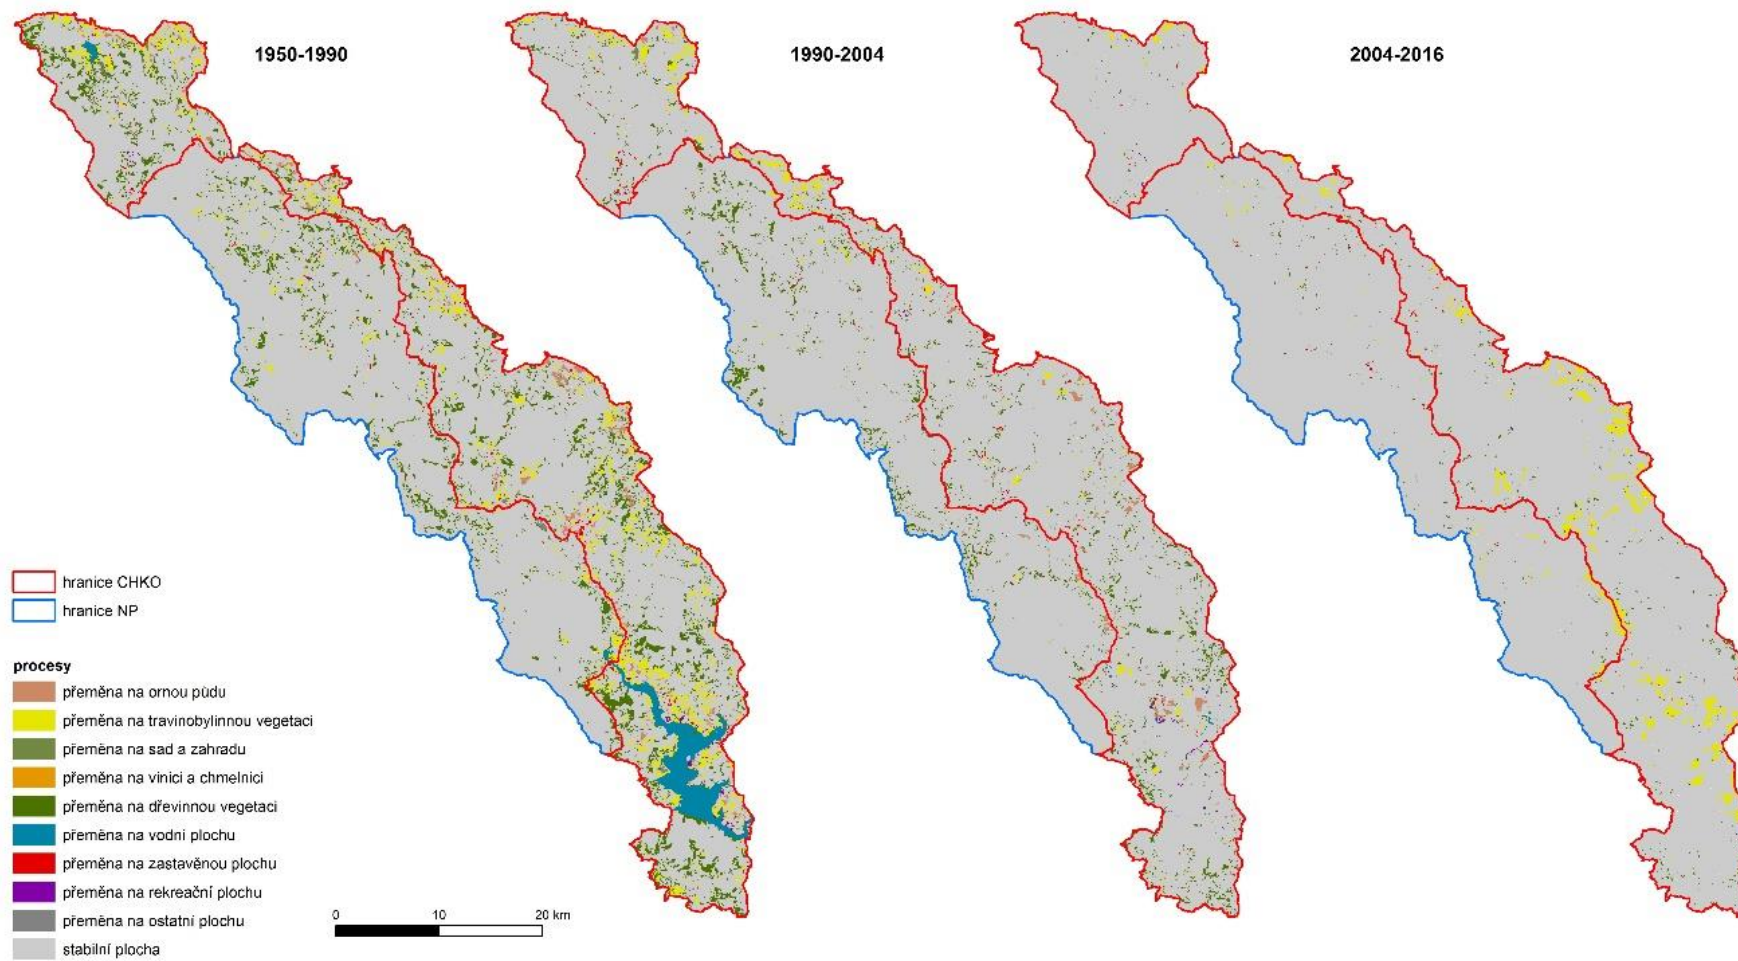 1950-1990
1990-2004
2004-2016
hranice CHKO
hranice NP
procesy
přeměna na ornou půdu
přeměna na travinobylinnou vegetaci
přeměna na sad a zahradu
přeměna na vinici a chmelnici
přeměna na dřevinnou vegetaci
přeměna na vodní plochu
přeměna na zastavěnou plochu
přeměna na rekreační plochu
přeměna na ostatní plochu
stabilní plocha
0 10 20 km